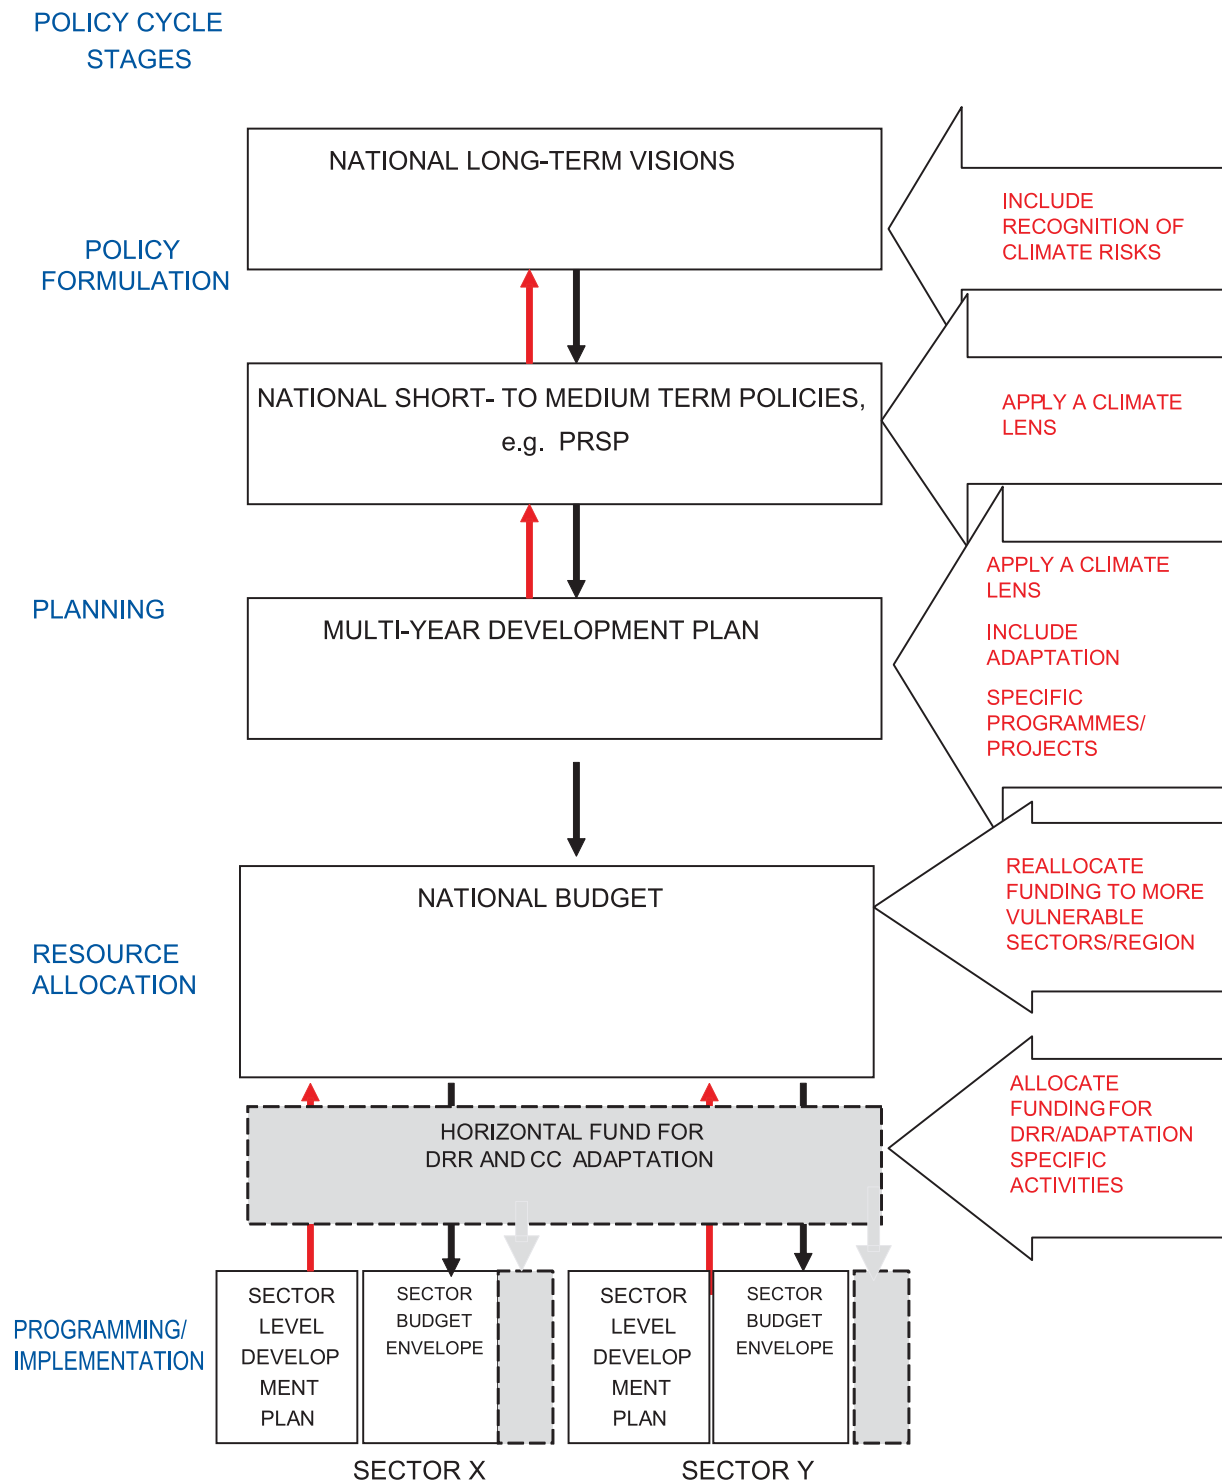 POLICY CYCLE
STAGES
NATIONAL LONG-TERM VISIONS
INCLUDE
RECOGNITION OF
CLIMATE RISKS
POLICY
FORMULATION
NATIONAL SHORT- TO MEDIUM TERM POLICIES,
e.g. PRSP
APPLY A CLIMATE
LENS
PLANNING
MULTI-YEAR DEVELOPMENT PLAN
APPLY A CLIMATE
LENS
INCLUDE
ADAPTATION
SPECIFIC
PROGRAMMES/
PROJECTS
NATIONAL BUDGET
REALLOCATE
FUNDING TO MORE
VULNERABLE
SECTORS/REGION
RESOURCE
ALLOCATION
HORIZONTAL FUND FOR
DRR AND CC ADAPTATION
ALLOCATE
FUNDING FOR
DRR/ADAPTATION
SPECIFIC
ACTIVITIES
PROGRAMMING/
IMPLEMENTATION
SECTOR
LEVEL
DEVELOP
MENT
PLAN
SECTOR
BUDGET
ENVELOPE
SECTOR
LEVEL
DEVELOP
MENT
PLAN
SECTOR
BUDGET
ENVELOPE
SECTOR X
SECTOR Y